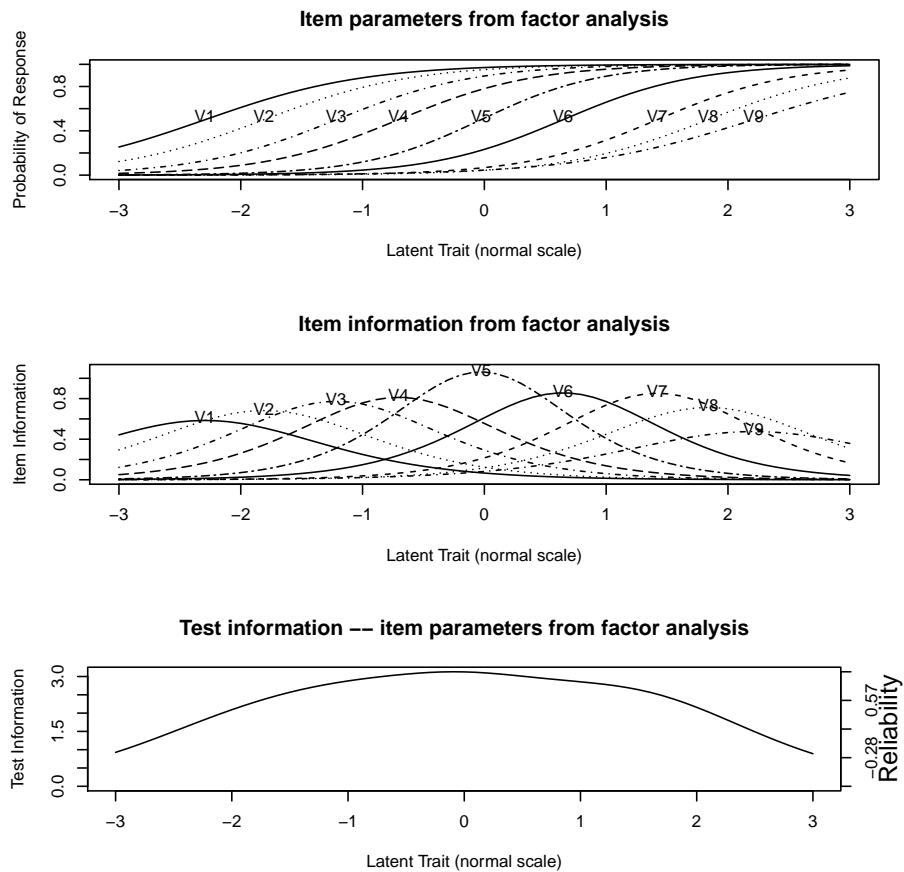 Item parameters from factor analysis
Probability of Response
0.0 0.4 0.8
V1 V2 V3 V4 V5 V6 V7 V8 V9
−3 −2 −1 0 1 2 3
Latent Trait (normal scale)
Item information from factor analysis
Item Information
0.0 0.4 0.8
V1 V2 V3 V4 V5 V6 V7 V8 V9
−3 −2 −1 0 1 2 3
Latent Trait (normal scale)
Test information −− item parameters from factor analysis
Test Information
0.0 1.5 3.0
−0.28 0.57
Reliability
−3 −2 −1 0 1 2 3
Latent Trait (normal scale)